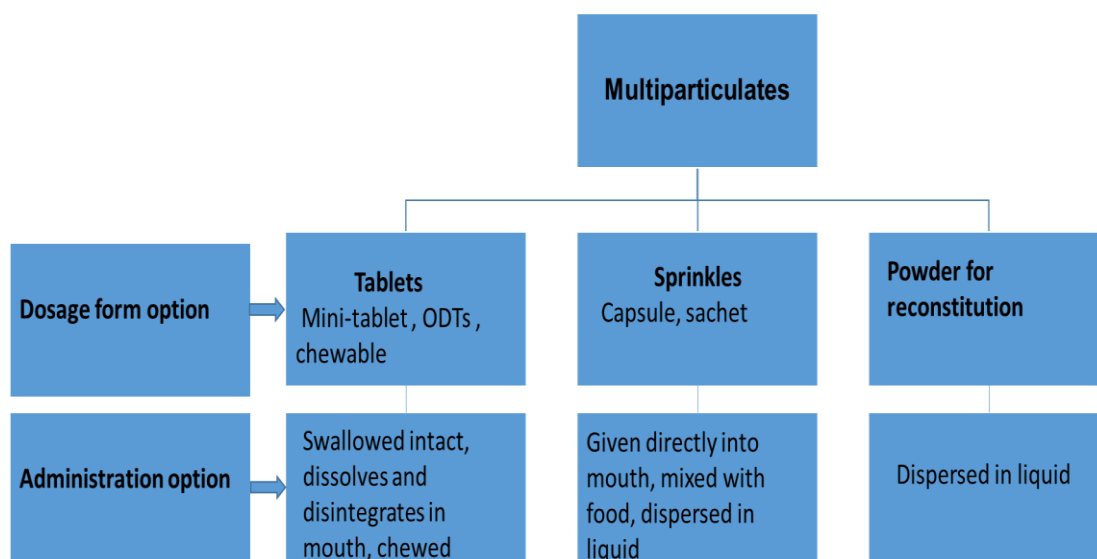 Multiparticulates
Dosage form option
Tablets
Mini-tablet , ODTs ,
chewable
Sprinkles
Capsule, sachet
Powder for
reconstitution
Administration option
Swallowed intact,
dissolves and
disintegrates in
mouth, chewed
Given directly into
mouth, mixed with
food, dispersed in
liquid
Dispersed in liquid